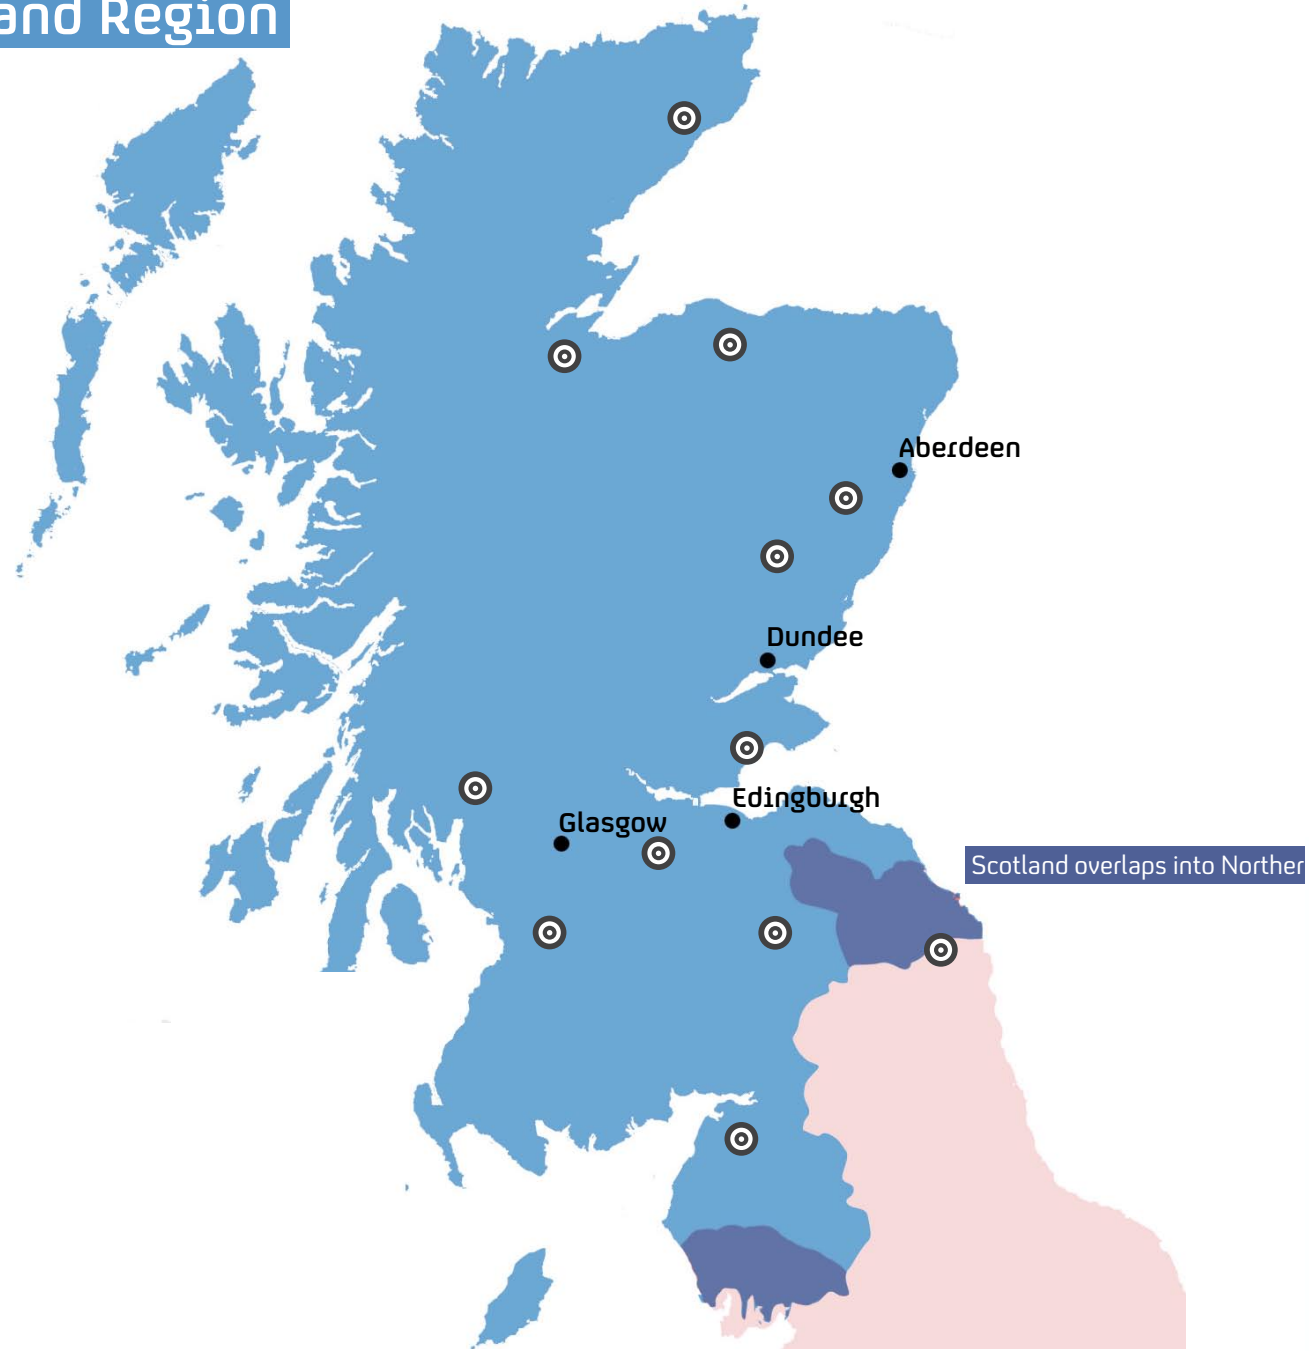 and Region
Aberdeen
Dundee
Edingburgh
Glasgow
Scotland overlaps into Norther